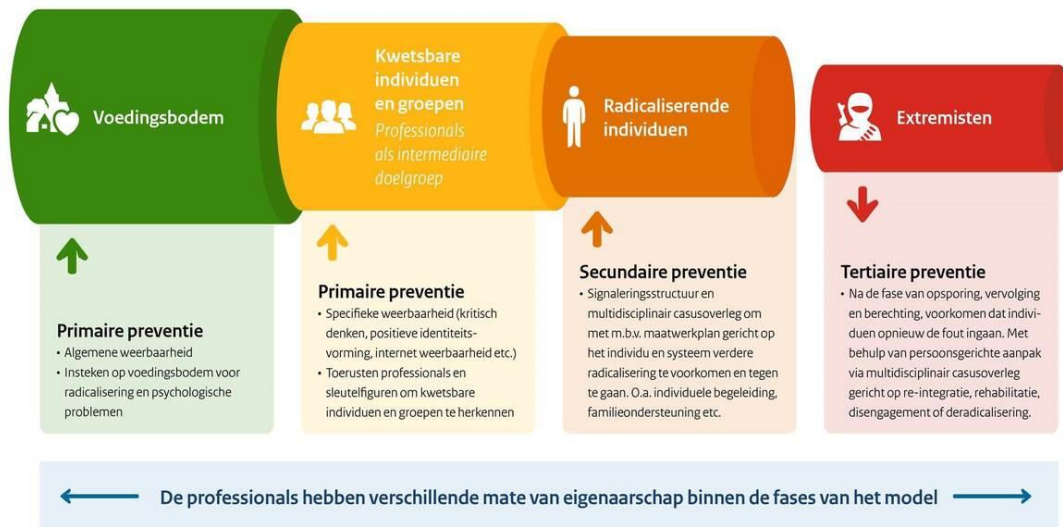 Voedingsbodem
Primaire preventie
• Algemene weerbaarheid
• Insteken op voedingsbodem voor
radicalisering en psychologische
problemen
Kwetsbare
individuen
en groepen
Professionals
als intermediaire
doelgroep
Primaire preventie
• Specifieke weerbaarheid (kritisch
denken, positieve identiteits-
vorming, internet weerbaarheid etc.)
• Toerusten professionals en
sleutelfiguren om kwetsbare
individuen en groepen te herkennen
Radicaliserende
individuen
Secundaire preventie
• Signaleringsstructuur en
multidisciplinair casusoverleg om
met m.b.v. maatwerkplan gericht op
het individu en systeem verdere
radicalisering te voorkomen en tegen
te gaan. O.a. individuele begeleiding,
familieondersteuning etc.
Extremisten
Tertiaire preventie
• Na de fase van opsporing, vervolging
en berechting, voorkomen dat indivi-
duen opnieuw de fout ingaan. Met
behulp van persoonsgerichte aanpak
via multidisciplinair casusoverleg
gericht op re-integratie, rehabilitatie,
disengagement of deradicalisering.
De professionals hebben verschillende mate van eigenaarschap binnen de fases van het model